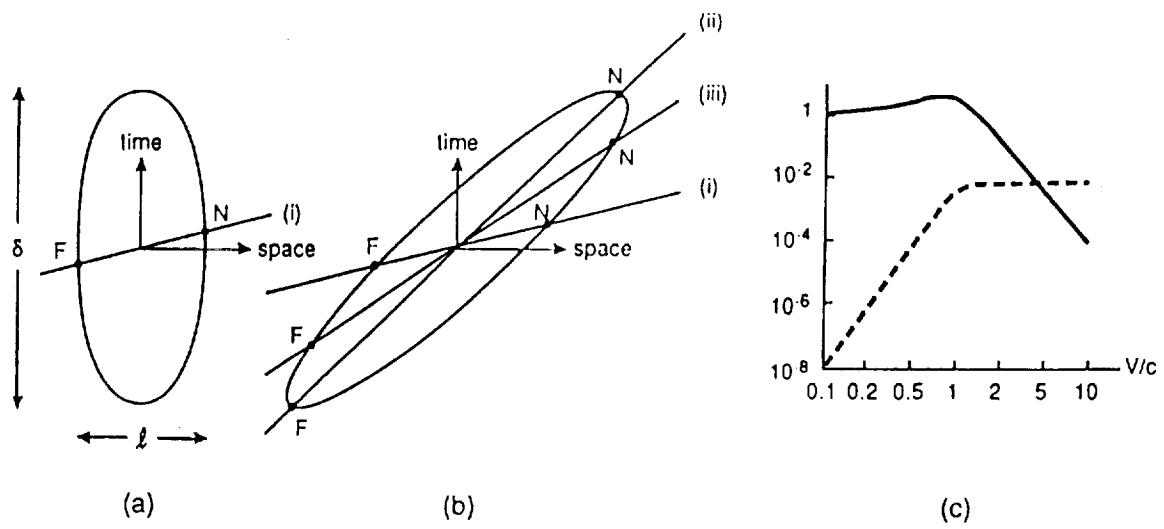 δ
time
space
F
N
(i)
ℓ
(a)
time
space
F
F
F
N
N
N
(ii)
(iii)
(i)
(b)
1
10⁻²
10⁻⁴
10⁻⁶
10⁻⁸
0.1 0.2 0.5 1 2 5 10
V/c
(c)